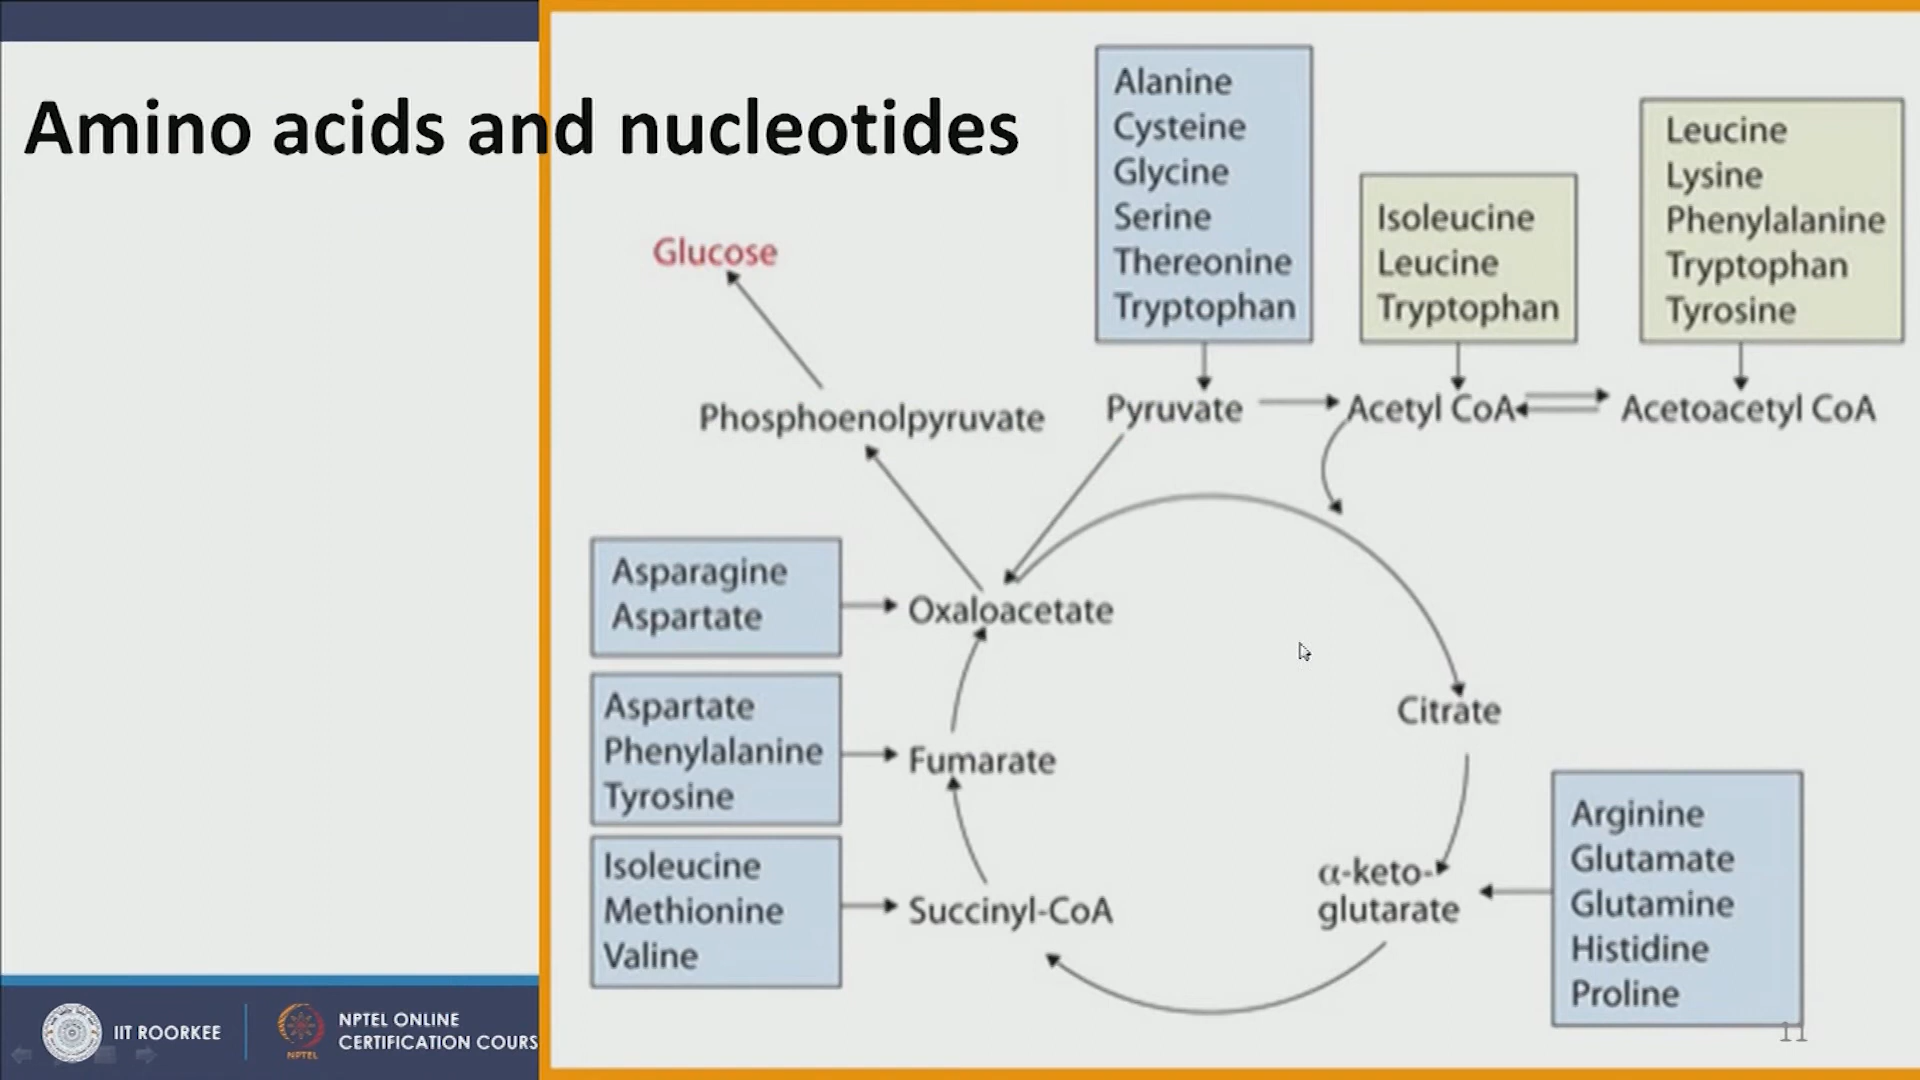 Amino acids and nucleotides
Alanine
Cysteine
Glycine
Serine
Thereonine
Tryptophan
Isoleucine
Leucine
Tryptophan
Leucine
Lysine
Phenylalanine
Tryptophan
Tyrosine
Glucose
Phosphoenolpyruvate
Pyruvate
Acetyl CoA
Acetoacetyl CoA
Asparagine
Aspartate
Oxaloacetate
Aspartate
Phenylalanine
Tyrosine
Fumarate
Citrate
Isoleucine
Methionine
Valine
Succinyl-CoA
α-keto-
glutarate
Arginine
Glutamate
Glutamine
Histidine
Proline
IIT ROORKEE
NPTEL
NPTEL ONLINE
CERTIFICATION COURS
11